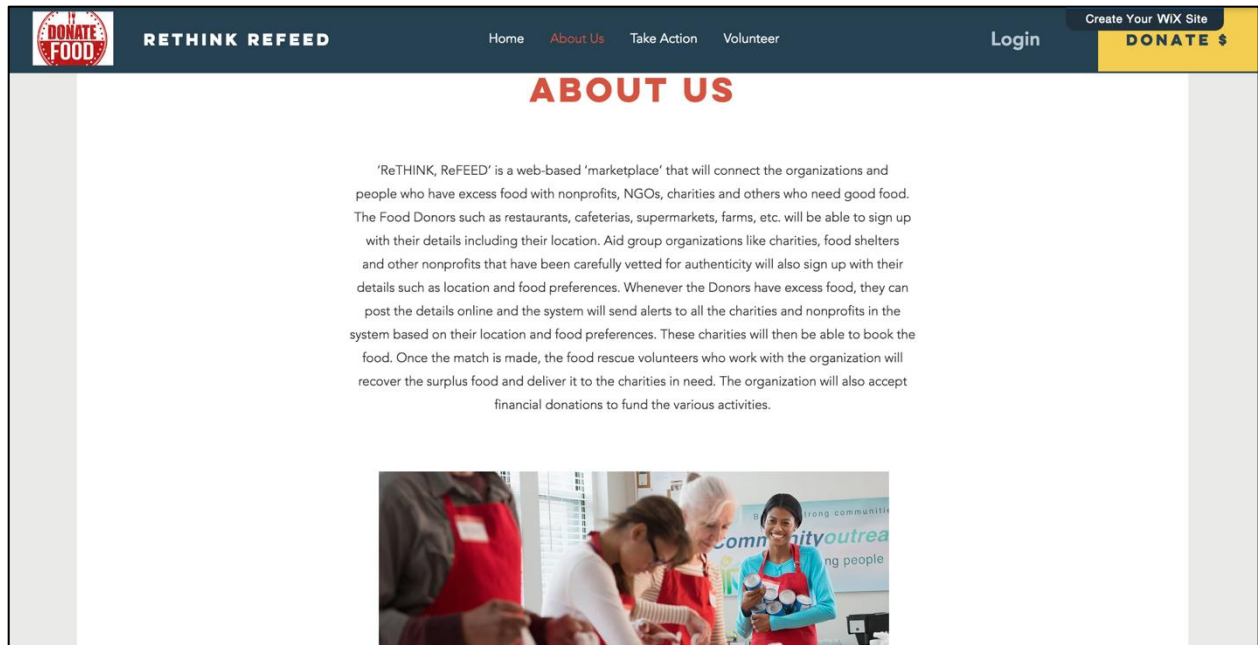 DONATE
FOOD
RETHINK REFEED
Home About Us Take Action Volunteer
Login
Create Your WiX Site
DONATE $
ABOUT US
‘ReTHINK, ReFEED’ is a web-based ‘marketplace’ that will connect the organizations and
people who have excess food with nonprofits, NGOs, charities and others who need good food.
The Food Donors such as restaurants, cafeterias, supermarkets, farms, etc. will be able to sign up
with their details including their location. Aid group organizations like charities, food shelters
and other nonprofits that have been carefully vetted for authenticity will also sign up with their
details such as location and food preferences. Whenever the Donors have excess food, they can
post the details online and the system will send alerts to all the charities and nonprofits in the
system based on their location and food preferences. These charities will then be able to book the
food. Once the match is made, the food rescue volunteers who work with the organization will
recover the surplus food and deliver it to the charities in need. The organization will also accept
financial donations to fund the various activities.
trong communitie
mm ityoutrea
ng people